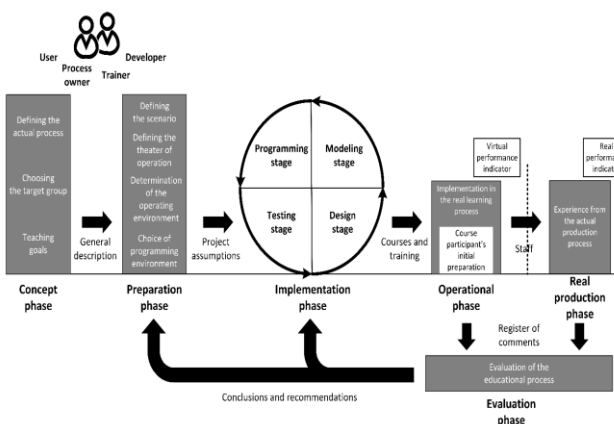 User
Developer
Process
owner
Trainer
Defining the
actual process
Choosing
the target group
Teaching
goals
General
description
Defining
the scenario
Defining the
theater of
operation
Determination
of the operating
environment
Choice of
programming
environment
Project
assumptions
Programming
stage
Modeling
stage
Testing
stage
Design
stage
Courses and
training
Virtual
performance
indicator
Implementation in
the real learning
process
Course
participant's
initial
preparation
Staff
Real
performance
indicator
Experience from
the actual
production
process
Concept
phase
Preparation
phase
Implementation
phase
Operational
phase
Real
production
phase
Register of
comments
Evaluation of the
educational process
Conclusions and recommendations
Evaluation
phase